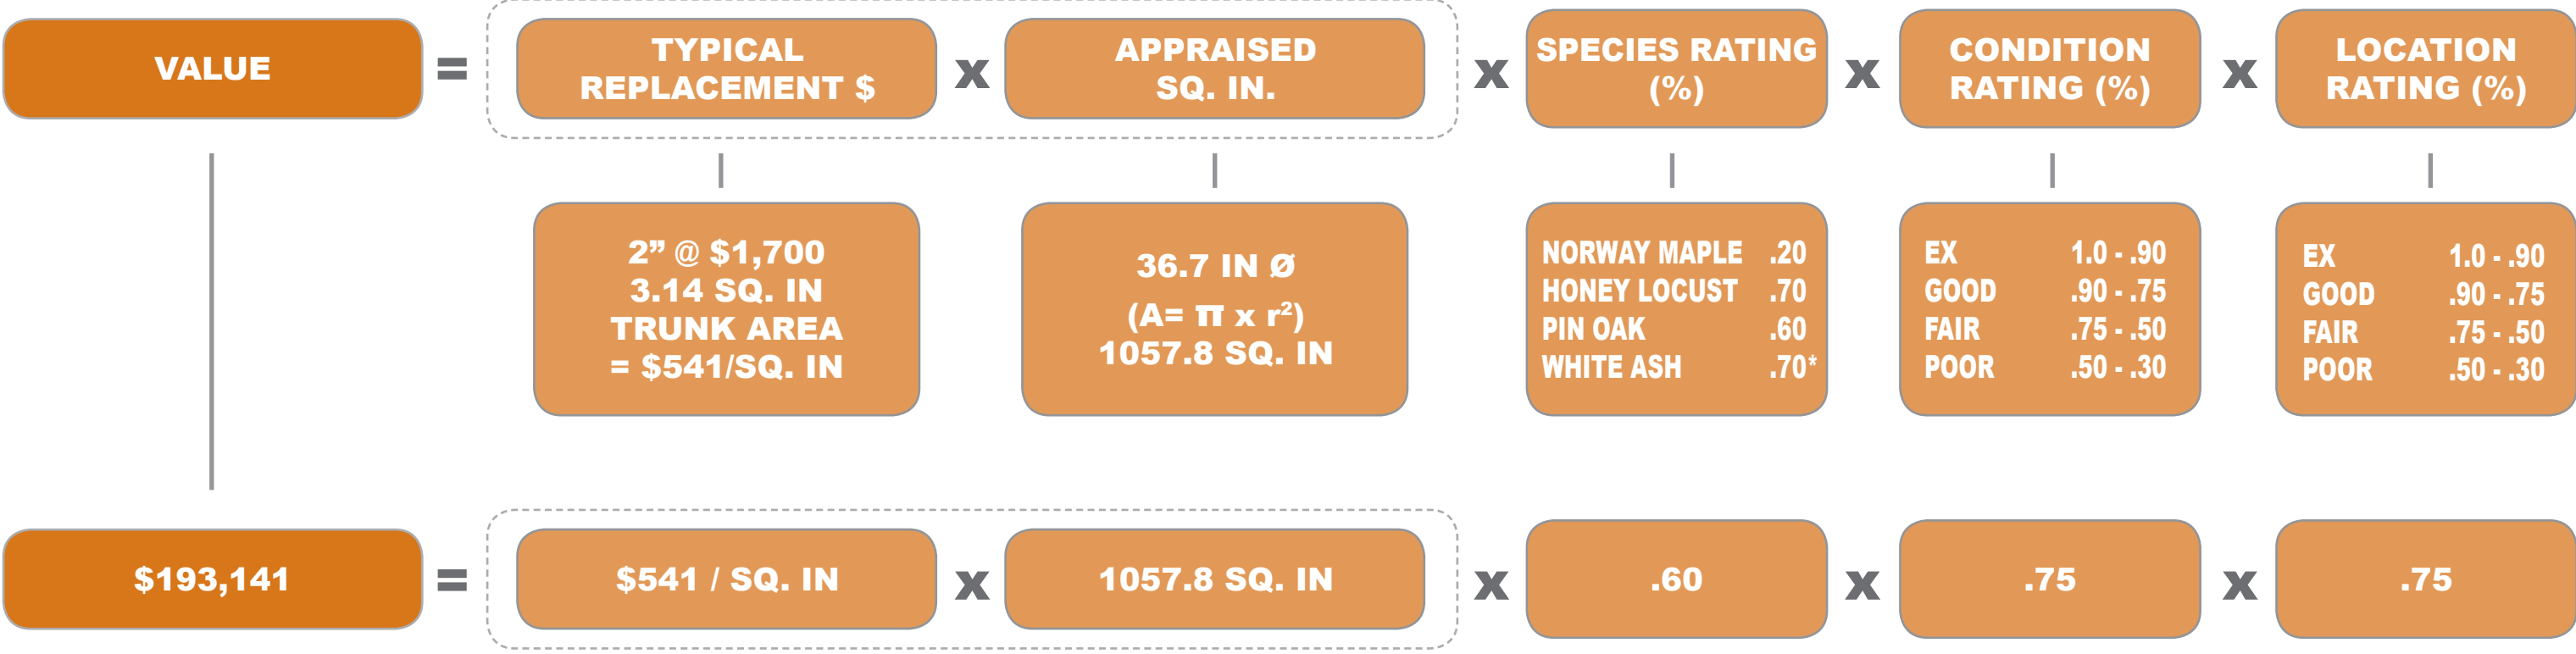 VALUE
=
TYPICAL
REPLACEMENT $
x
APPRAISED
SQ. IN.
x
SPECIES RATING
(%)
x
CONDITION
RATING (%)
x
LOCATION
RATING (%)
2” @ $1,700
3.14 SQ. IN
TRUNK AREA
= $541/SQ. IN
36.7 IN Ø
(A= π x r²)
1057.8 SQ. IN
NORWAY MAPLE .20
HONEY LOCUST .70
PIN OAK .60
WHITE ASH .70*
EX 1.0 - .90
GOOD .90 - .75
FAIR .75 - .50
POOR .50 - .30
EX 1.0 - .90
GOOD .90 - .75
FAIR .75 - .50
POOR .50 - .30
$193,141
=
$541 / SQ. IN
x
1057.8 SQ. IN
x
.60
x
.75
x
.75